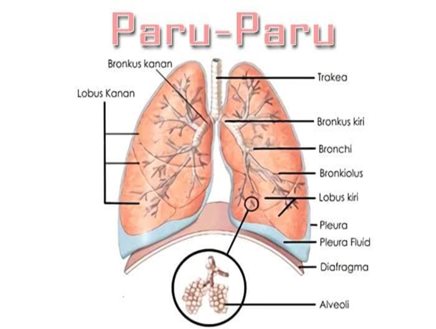 Paru-Paru
Bronkus kanan
Trakea
Lobus Kanan
Bronkus kiri
Bronchi
Bronkiolus
Lobus kiri
Pleura
Pleura Fluid
Diafragma
Alveoli